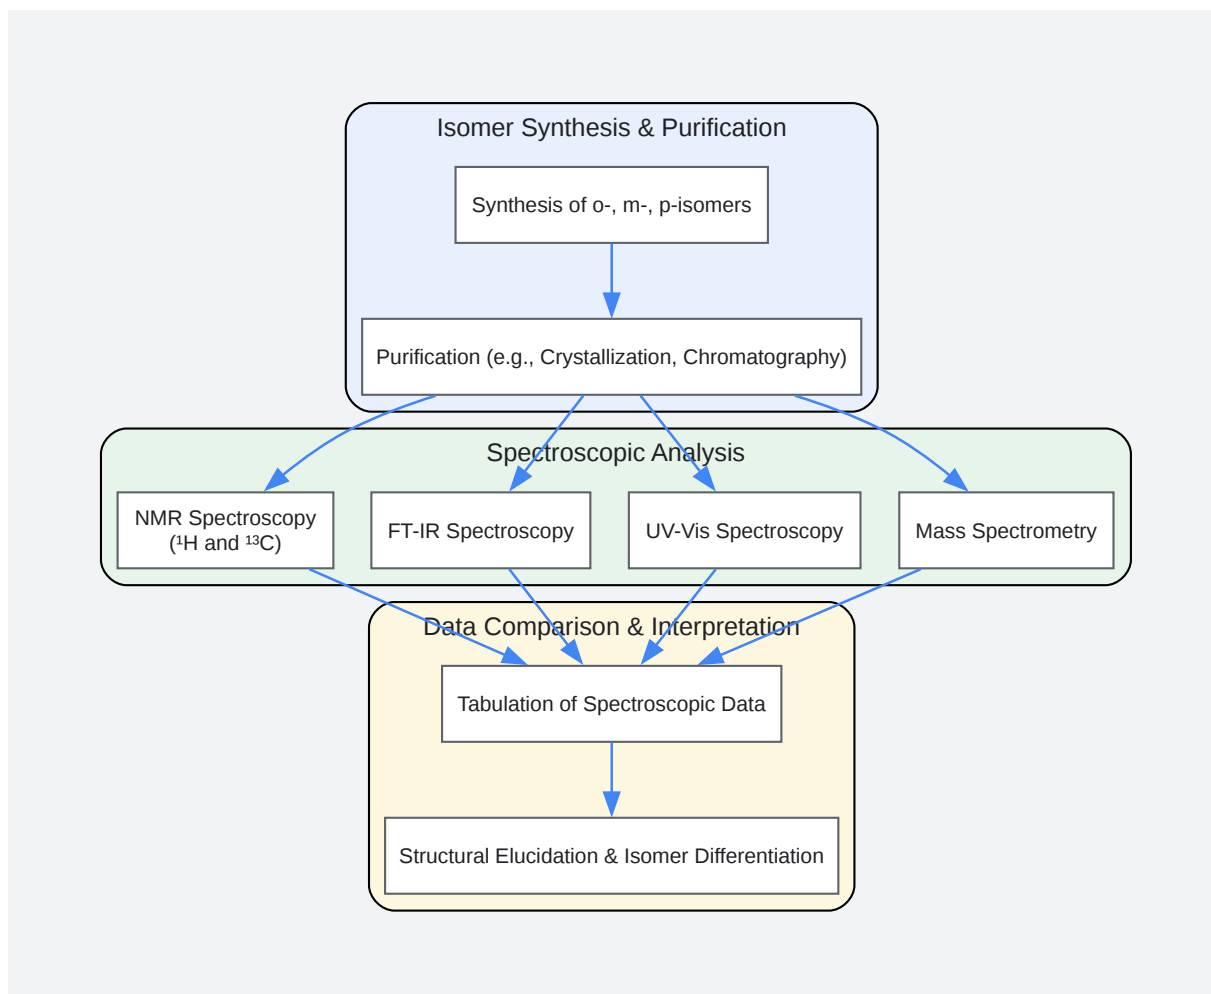 Isomer Synthesis & Purification
Synthesis of o-, m-, p-isomers
Purification (e.g., Crystallization, Chromatography)
Spectroscopic Analysis
NMR Spectroscopy
(¹H and ¹³C)
FT-IR Spectroscopy
UV-Vis Spectroscopy
Mass Spectrometry
Data Comparison & Interpretation
Tabulation of Spectroscopic Data
Structural Elucidation & Isomer Differentiation